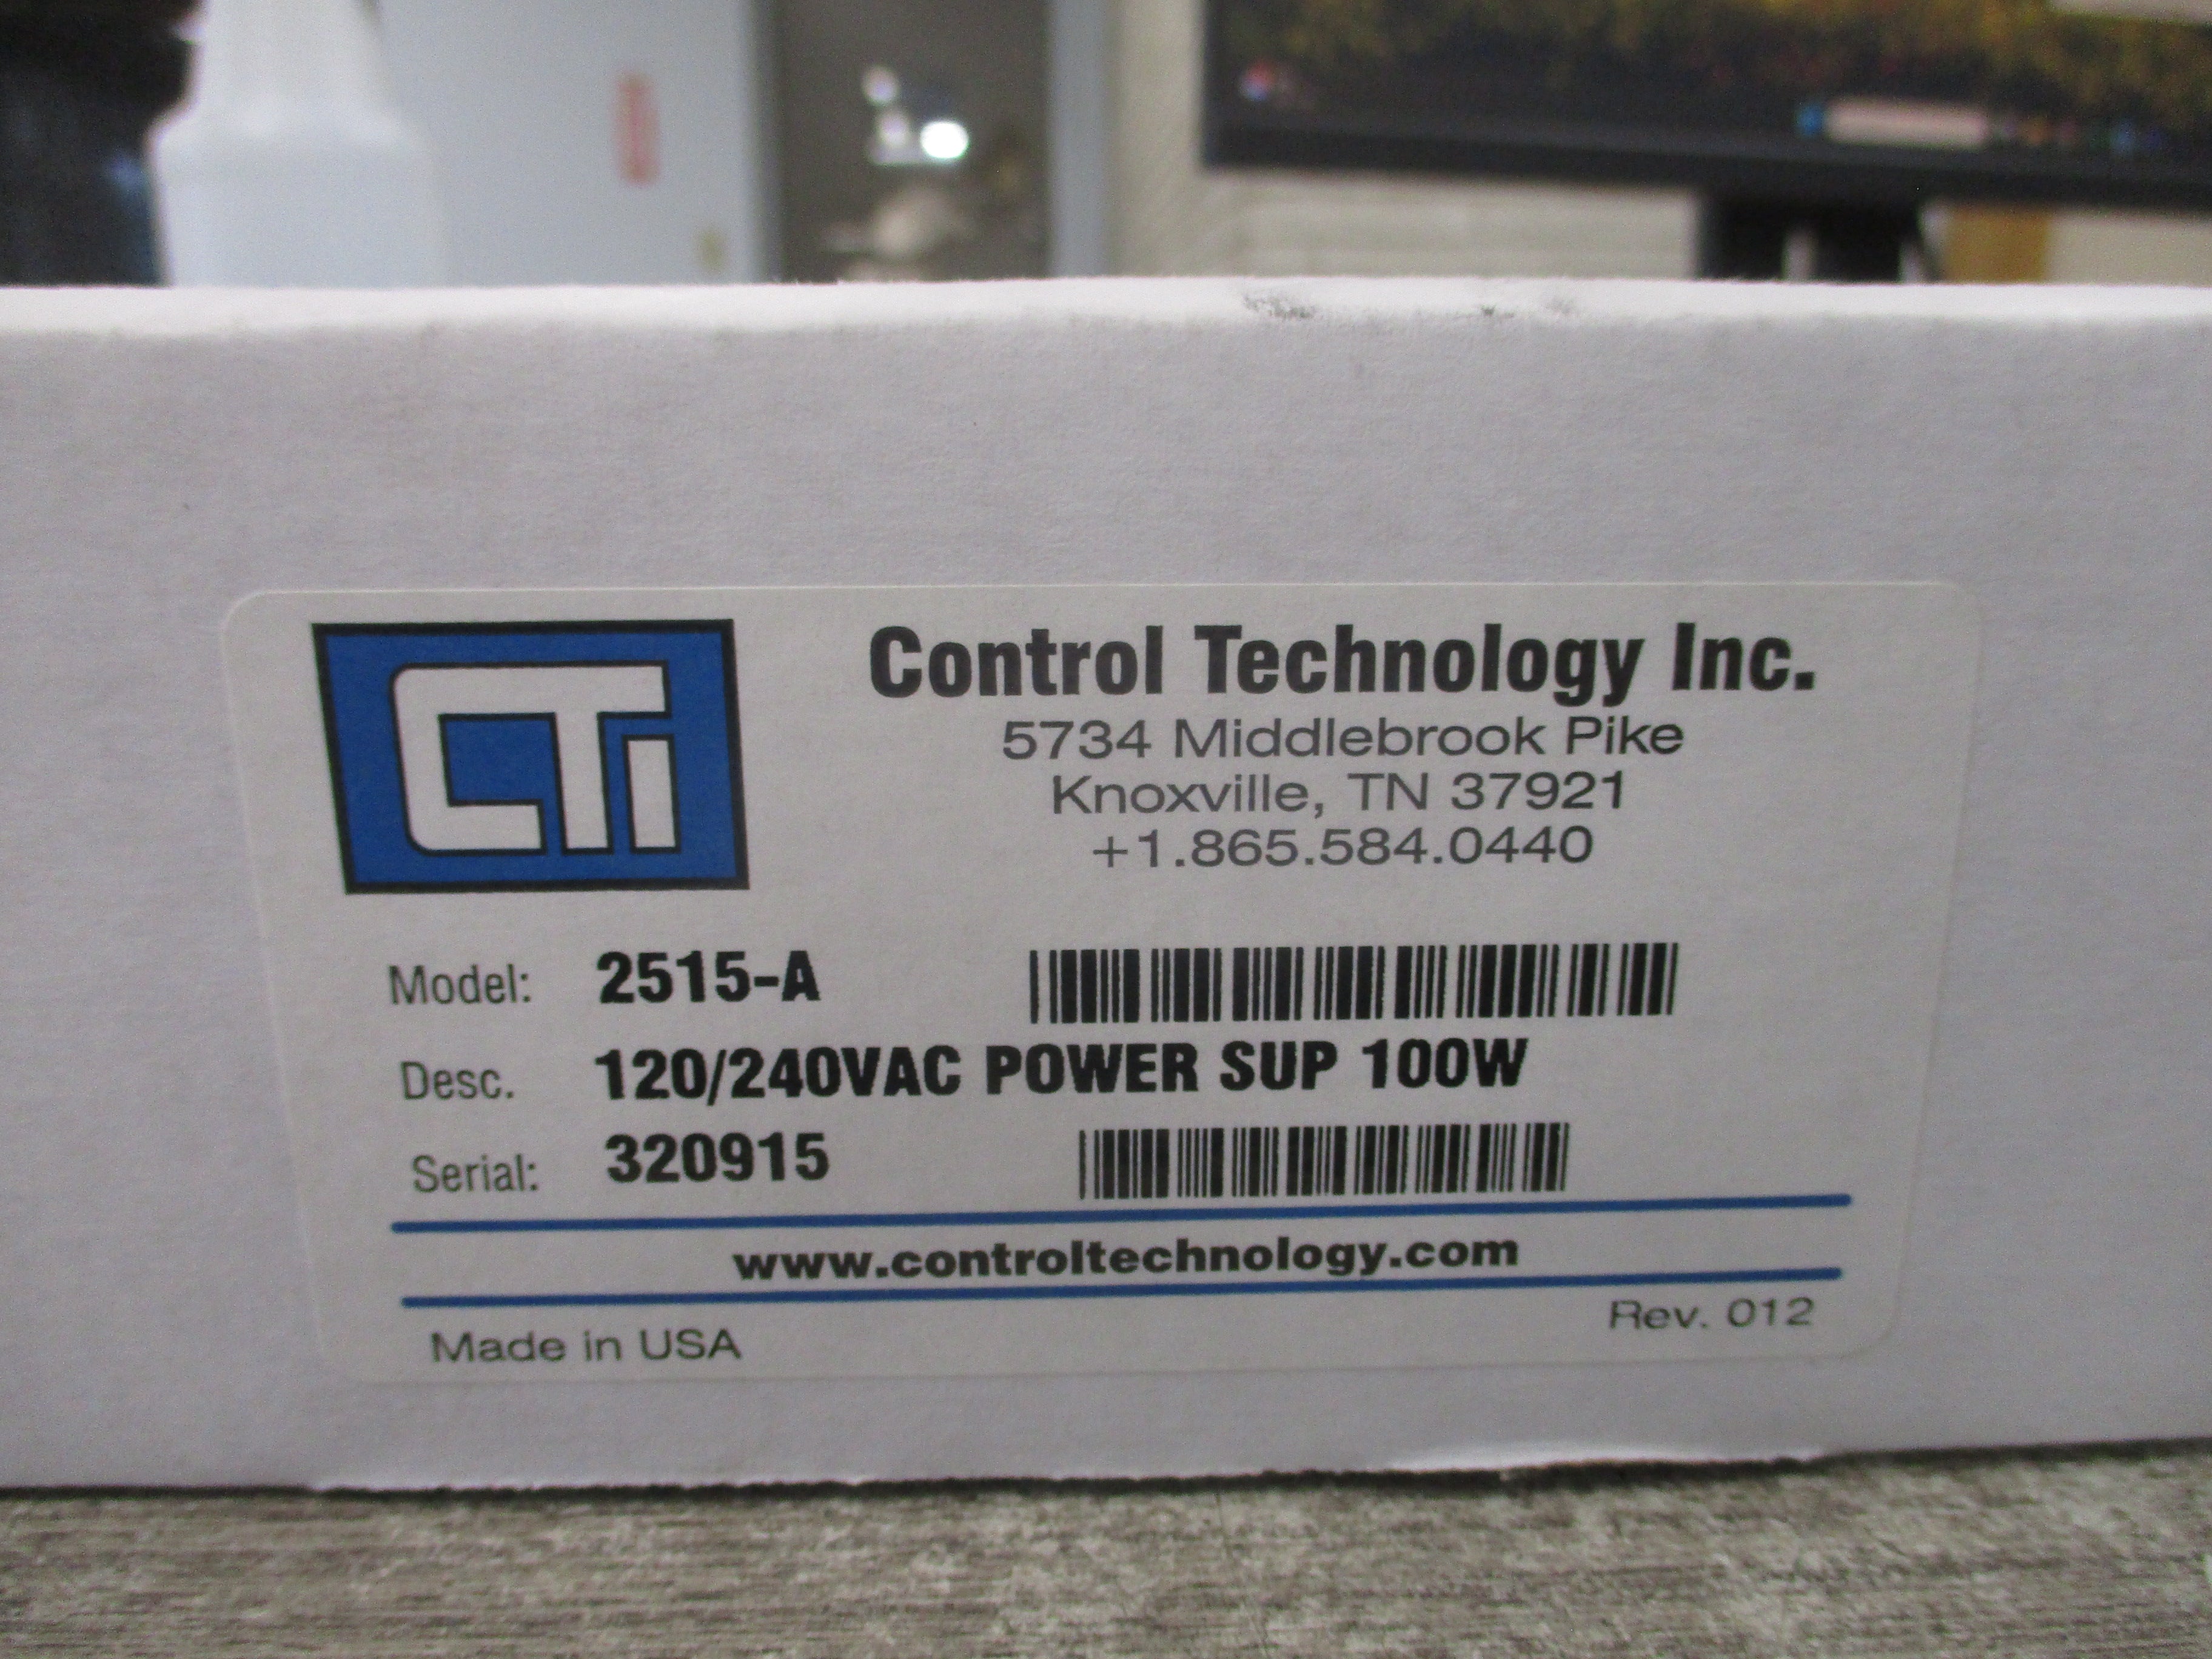 CTi
Control Technology Inc.
5734 Middlebrook Pike
Knoxville, TN 37921
+1.865.584.0440
Model: 2515-A
Desc. 120/240VAC POWER SUP 100W
Serial: 320915
www.controltechnology.com
Rev. 012
Made in USA